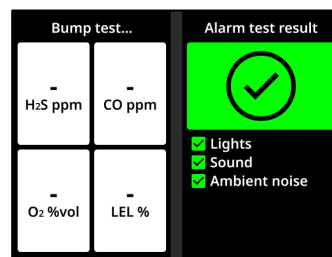 Bump test...
-
H2S ppm
-
CO ppm
-
O2 %vol
-
LEL %
Alarm test result
Lights
Sound
Ambient noise